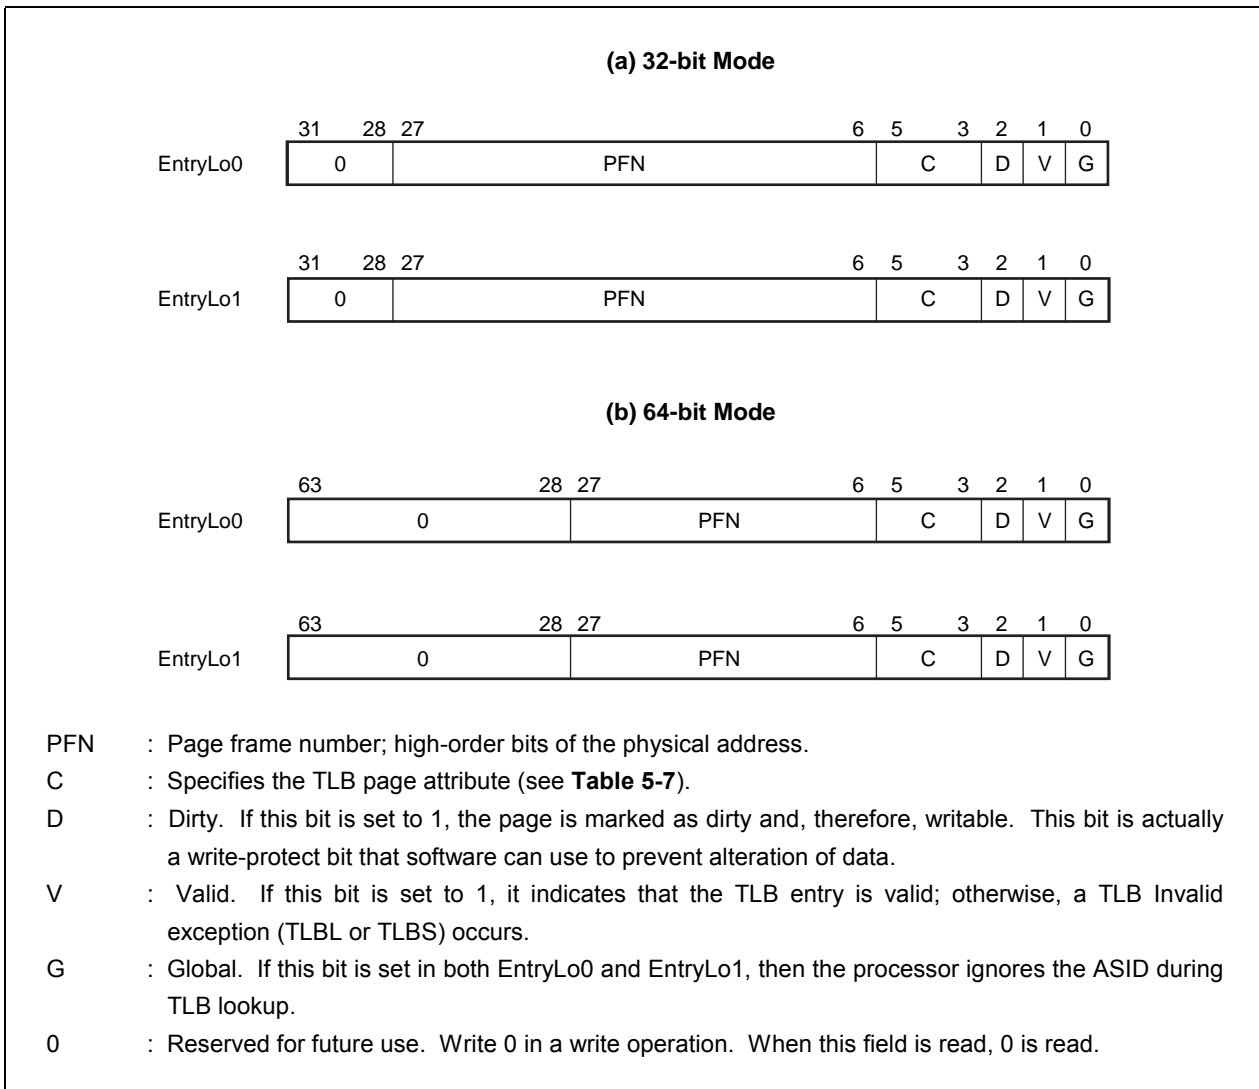 (a) 32-bit Mode
31 28 27 6 5 3 2 1 0
EntryLo0 0 PFN C D V G
31 28 27 6 5 3 2 1 0
EntryLo1 0 PFN C D V G
(b) 64-bit Mode
63 28 27 6 5 3 2 1 0
EntryLo0 0 PFN C D V G
63 28 27 6 5 3 2 1 0
EntryLo1 0 PFN C D V G
PFN : Page frame number; high-order bits of the physical address.
C : Specifies the TLB page attribute (see Table 5-7).
D : Dirty. If this bit is set to 1, the page is marked as dirty and, therefore, writable. This bit is actually
a write-protect bit that software can use to prevent alteration of data.
V : Valid. If this bit is set to 1, it indicates that the TLB entry is valid; otherwise, a TLB Invalid
exception (TLBL or TLBS) occurs.
G : Global. If this bit is set in both EntryLo0 and EntryLo1, then the processor ignores the ASID during
TLB lookup.
0 : Reserved for future use. Write 0 in a write operation. When this field is read, 0 is read.